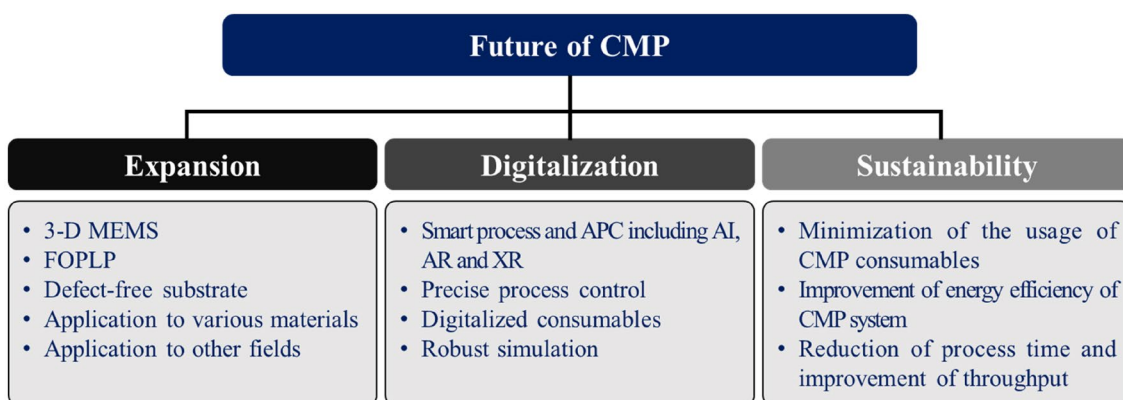 Future of CMP
Expansion
• 3-D MEMS
• FOPLP
• Defect-free substrate
• Application to various materials
• Application to other fields
Digitalization
• Smart process and APC including AI,
AR and XR
• Precise process control
• Digitalized consumables
• Robust simulation
Sustainability
• Minimization of the usage of
CMP consumables
• Improvement of energy efficiency of
CMP system
• Reduction of process time and
improvement of throughput